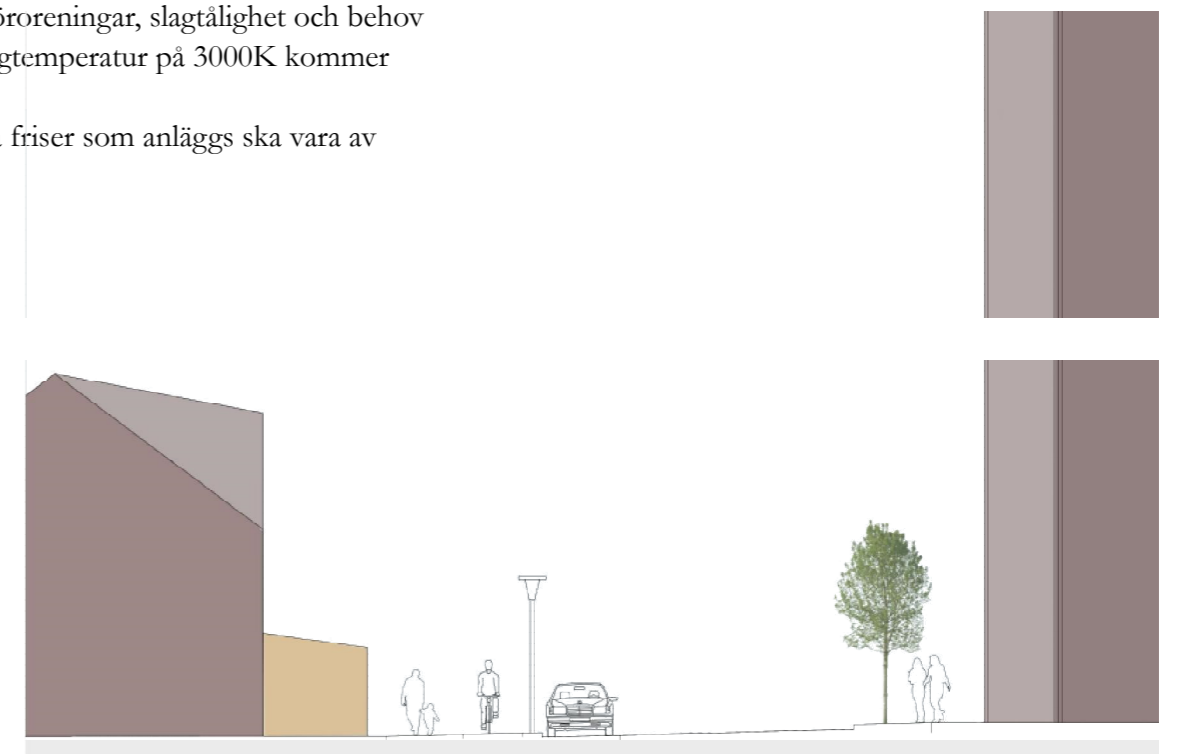 öroreningar, slagtålighet och behov
gtemperatur på 3000K kommer
friser som anläggs ska vara av